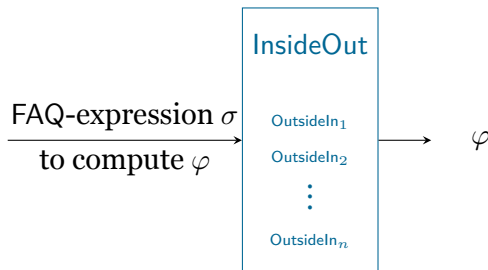 InsideOut
FAQ-expression σ
to compute φ
OutsideIn₁
OutsideIn₂
⋮
OutsideInₙ
φ